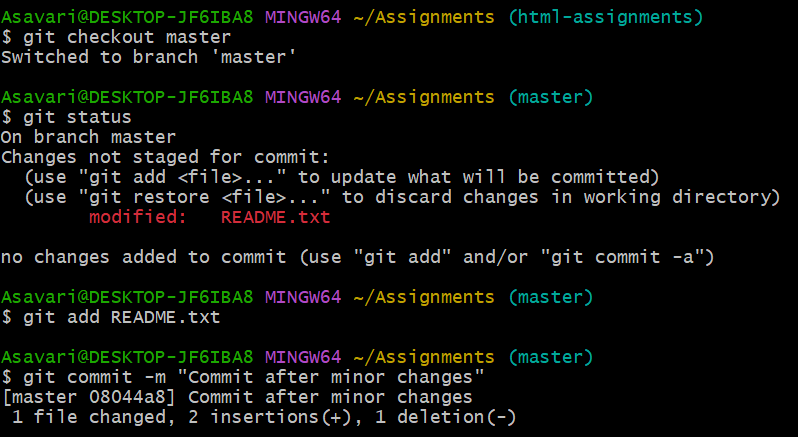 Asavari@DESKTOP-JF6IBA8 MINGW64 ~/Assignments (html-assignments)
$ git checkout master
Switched to branch 'master'

Asavari@DESKTOP-JF6IBA8 MINGW64 ~/Assignments (master)
$ git status
On branch master
Changes not staged for commit:
  (use "git add <file>..." to update what will be committed)
  (use "git restore <file>..." to discard changes in working directory)
        modified:   README.txt

no changes added to commit (use "git add" and/or "git commit -a")

Asavari@DESKTOP-JF6IBA8 MINGW64 ~/Assignments (master)
$ git add README.txt

Asavari@DESKTOP-JF6IBA8 MINGW64 ~/Assignments (master)
$ git commit -m "Commit after minor changes"
[master 08044a8] Commit after minor changes
 1 file changed, 2 insertions(+), 1 deletion(-)